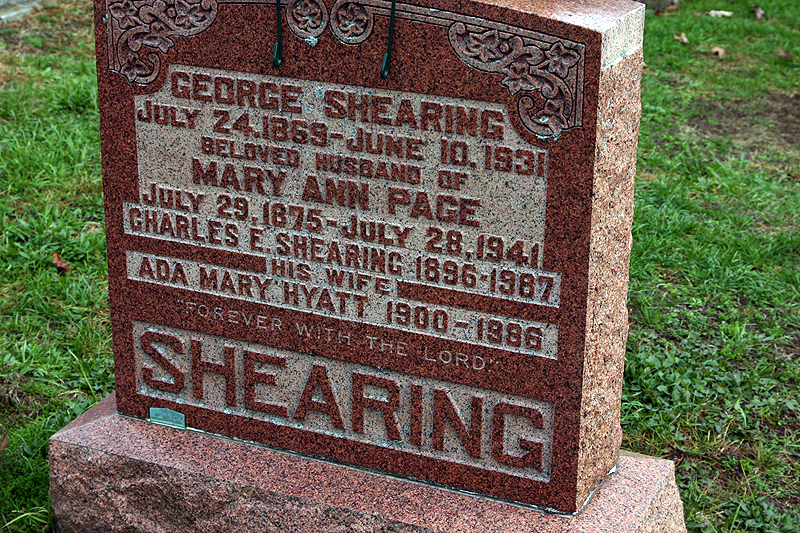 GEORGE SHEARING
JULY 24, 1869 - JUNE 10, 1931
BELOVED HUSBAND OF
MARY ANN PAGE
JULY 29, 1875 - JULY 28, 1941
CHARLES E. SHEARING 1896-1987
HIS WIFE
ADA MARY HYATT 1900-1986
"FOREVER WITH THE LORD"
SHEARING